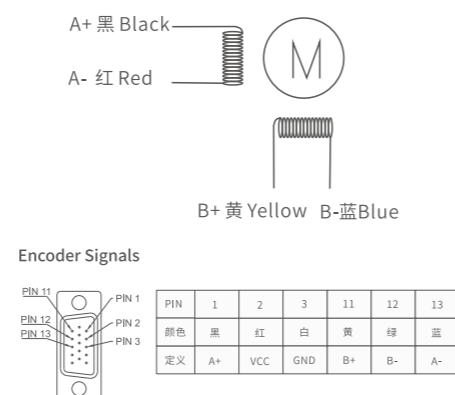 A+ 黑 Black
A- 红 Red
M
B+ 黄 Yellow B-蓝Blue
Encoder Signals
PIN 11
PIN 1
PIN 12
PIN 2
PIN 13
PIN 3
PIN 1 2 3 11 12 13
颜色 黑 红 白 黄 绿 蓝
定义 A+ VCC GND B+ B- A-